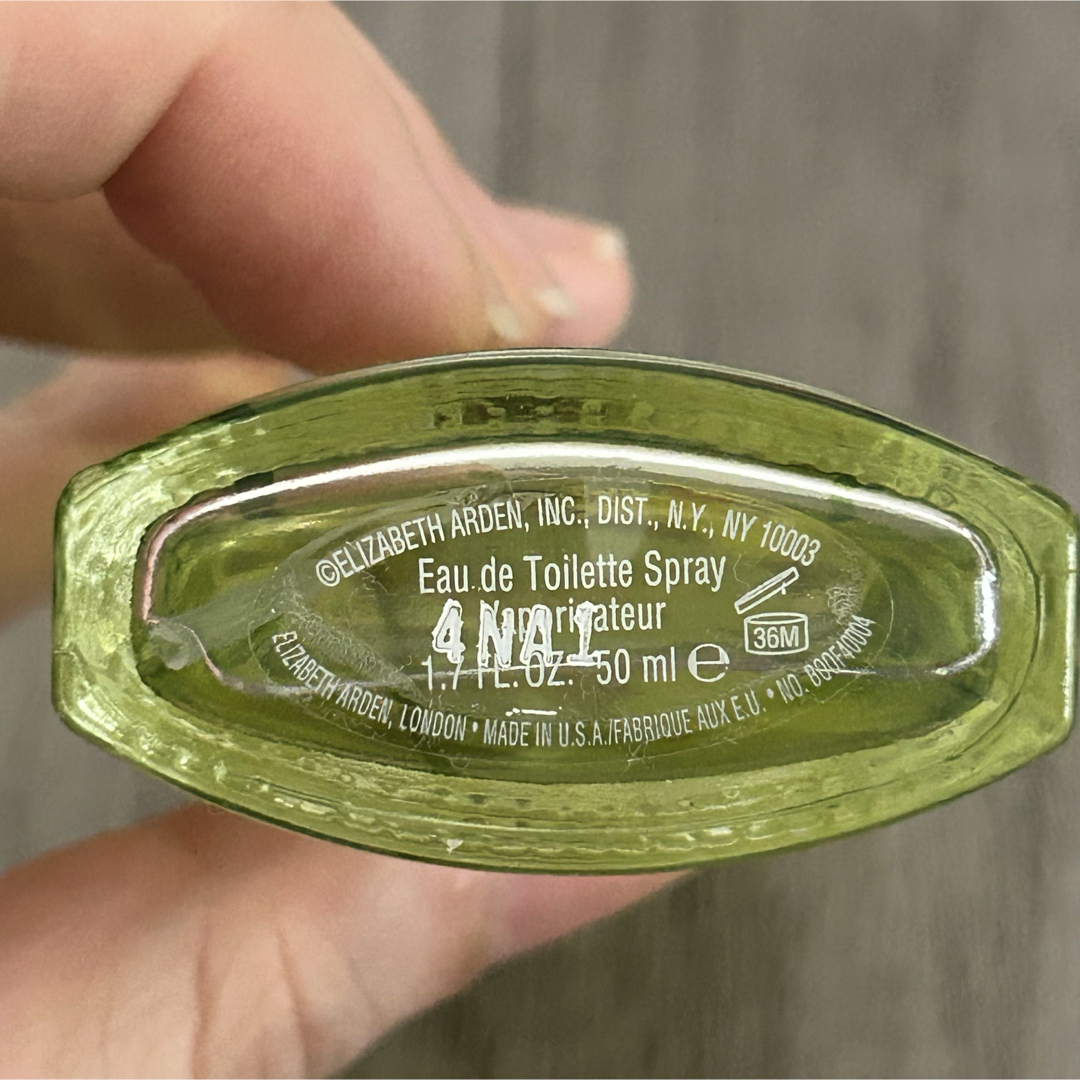 ©ELIZABETH ARDEN, INC., DIST., N.Y., NY 10003
Eau de Toilette Spray
Vaporisateur
4NA1
1.7 FL. OZ. 50 ml ℮
36M
ELIZABETH ARDEN, LONDON • MADE IN U.S.A./FABRIQUE AUX E.U. • NO.